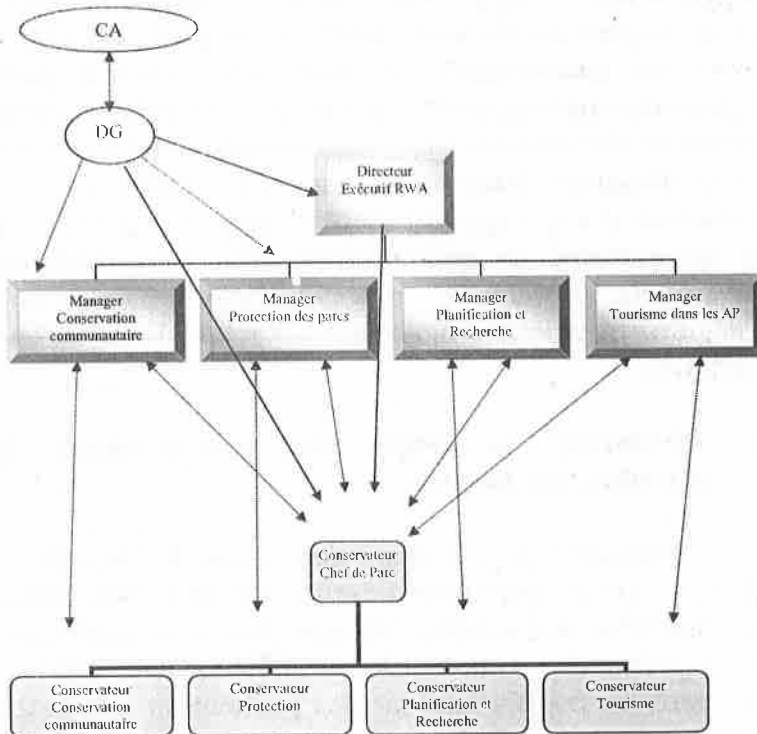 CA
DG
Directeur
Exécutif RWA
Manager
Conservation
communautaire
Manager
Protection des parcs
Manager
Planification et
Recherche
Manager
Tourisme dans les AP
Conservateur
Chef de Parc
Conservateur
Conservation
communautaire
Conservateur
Protection
Conservateur
Planification et
Recherche
Conservateur
Tourisme